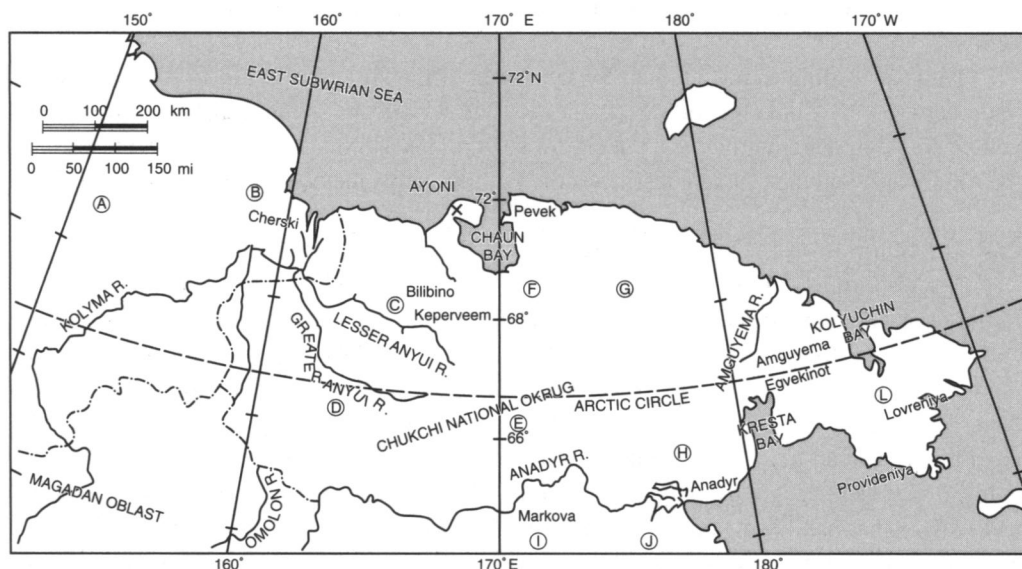 150° 160° 170° E 180° 170° W
EAST SUBWRIAN SEA
72°N
0 100 200 km
0 50 100 150 mi
A
B
AYONI
72°
Pevek
Cherski
CHAUN
BAY
Bilibino
C
F
G
Keperveem
68°
KOLYMA R.
GREATER ANYUI R.
LESSER ANYUI R.
AMGUYEMA R.
KOLYUCHIN
BAY
Amguyema
Egvekinot
D
CHUKCHI NATIONAL OKRUG
ARCTIC CIRCLE
L
Lovreniya
E
66°
KRESTA
BAY
H
ANADYR R.
Anadyr
Provideniya
MAGADAN OBLAST
OMOLON R.
Markova
I
J
160° 170° 180°